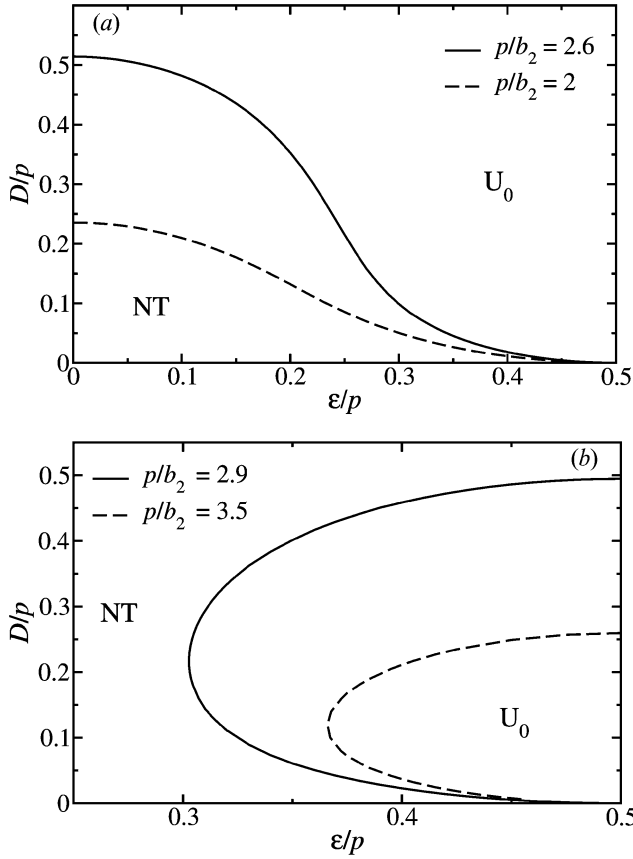 (a)
p/b₂ = 2.6
p/b₂ = 2
0.5
0.4
0.3
0.2
0.1
0
D/p
U₀
NT
0 0.1 0.2 0.3 0.4 0.5
ε/p
(b)
p/b₂ = 2.9
p/b₂ = 3.5
0.5
0.4
0.3
0.2
0.1
0
D/p
NT
U₀
0.3 0.4 0.5
ε/p